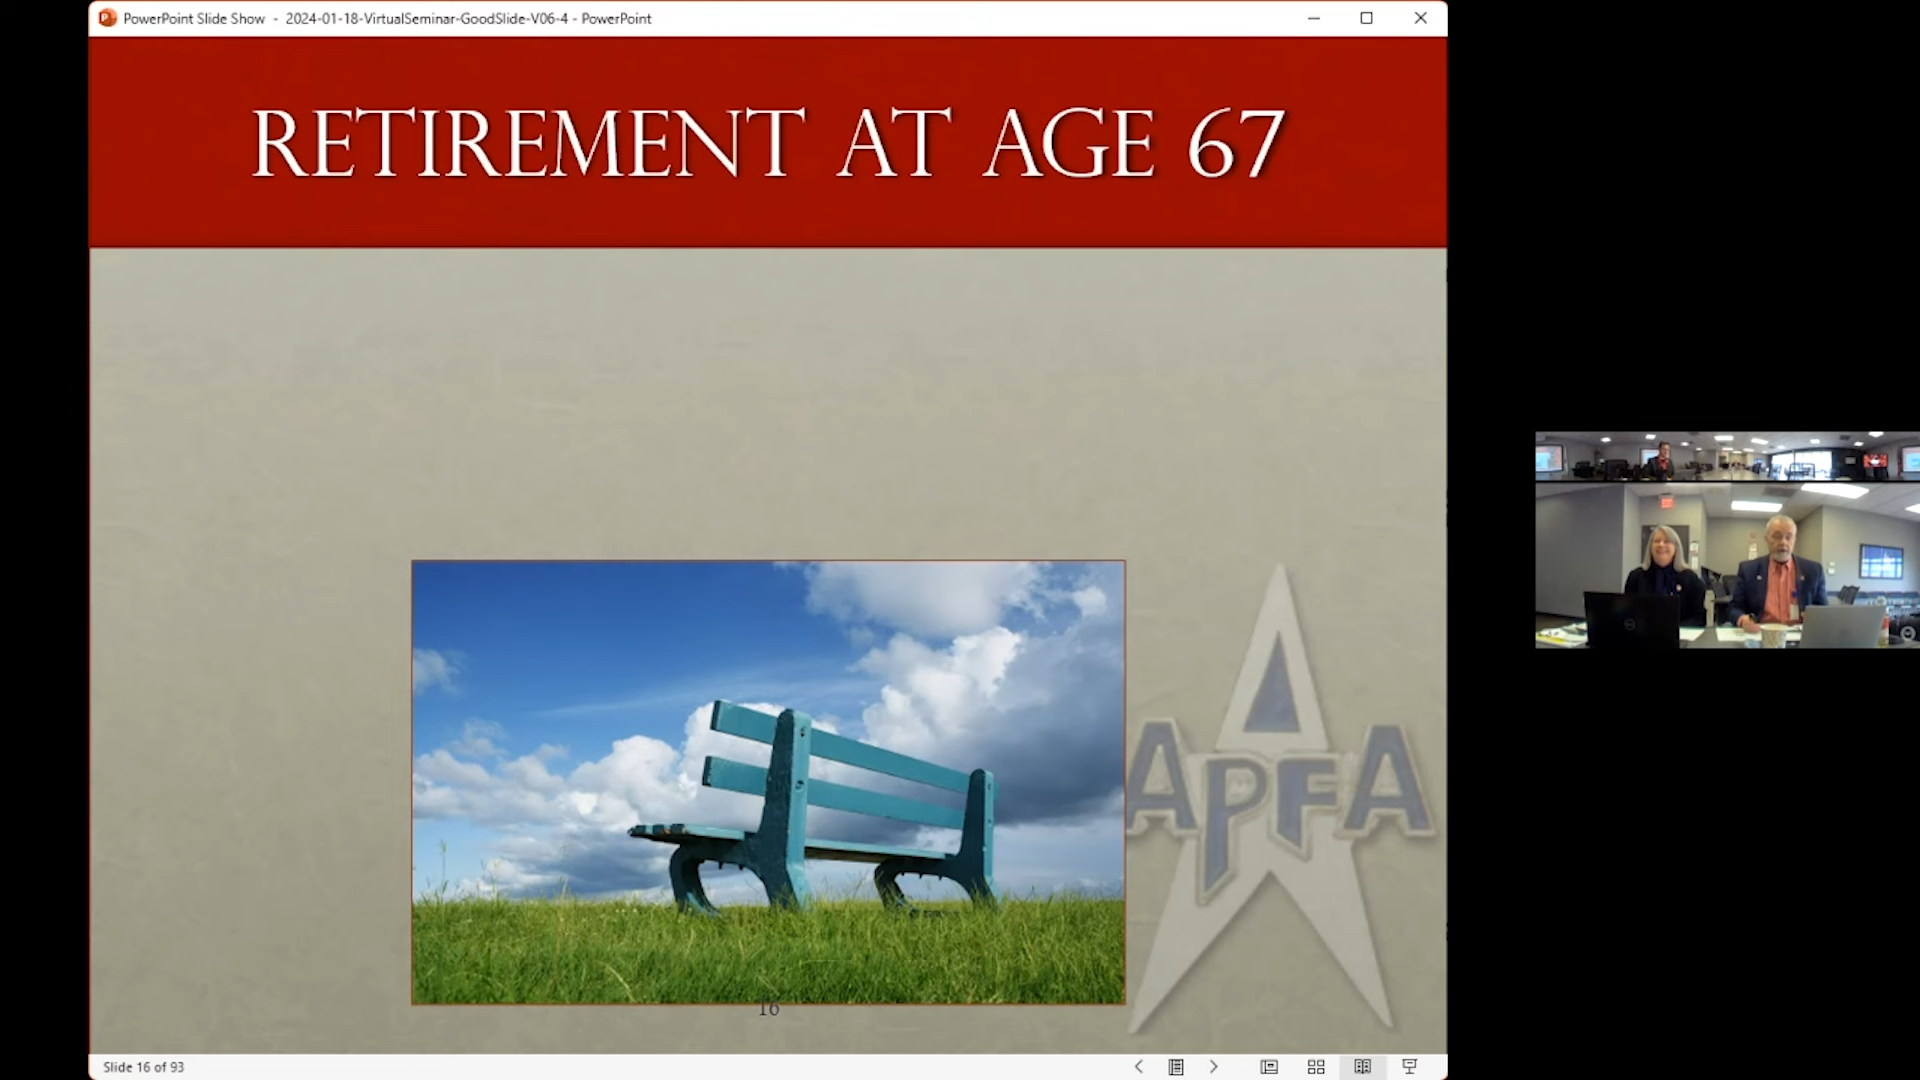 PowerPoint Slide Show - 2024-01-18-VirtualSeminar-GoodSlide-V06-4 - PowerPoint
RETIREMENT AT AGE 67
APFA
16
Slide 16 of 93